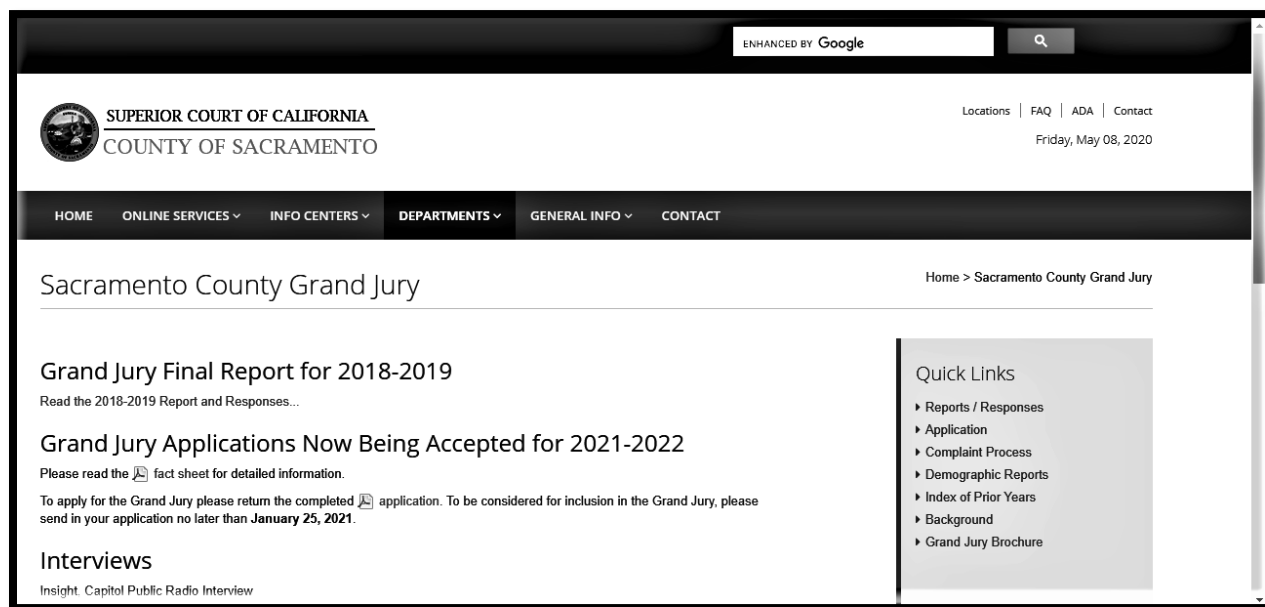 ENHANCED BY Google
SUPERIOR COURT OF CALIFORNIA
COUNTY OF SACRAMENTO
Locations | FAQ | ADA | Contact
Friday, May 08, 2020
HOME ONLINE SERVICES INFO CENTERS DEPARTMENTS GENERAL INFO CONTACT
Sacramento County Grand Jury
Home > Sacramento County Grand Jury
Grand Jury Final Report for 2018-2019
Read the 2018-2019 Report and Responses...
Grand Jury Applications Now Being Accepted for 2021-2022
Please read the fact sheet for detailed information.
To apply for the Grand Jury please return the completed application. To be considered for inclusion in the Grand Jury, please
send in your application no later than January 25, 2021.
Interviews
Insight, Capitol Public Radio Interview
Quick Links
Reports / Responses
Application
Complaint Process
Demographic Reports
Index of Prior Years
Background
Grand Jury Brochure